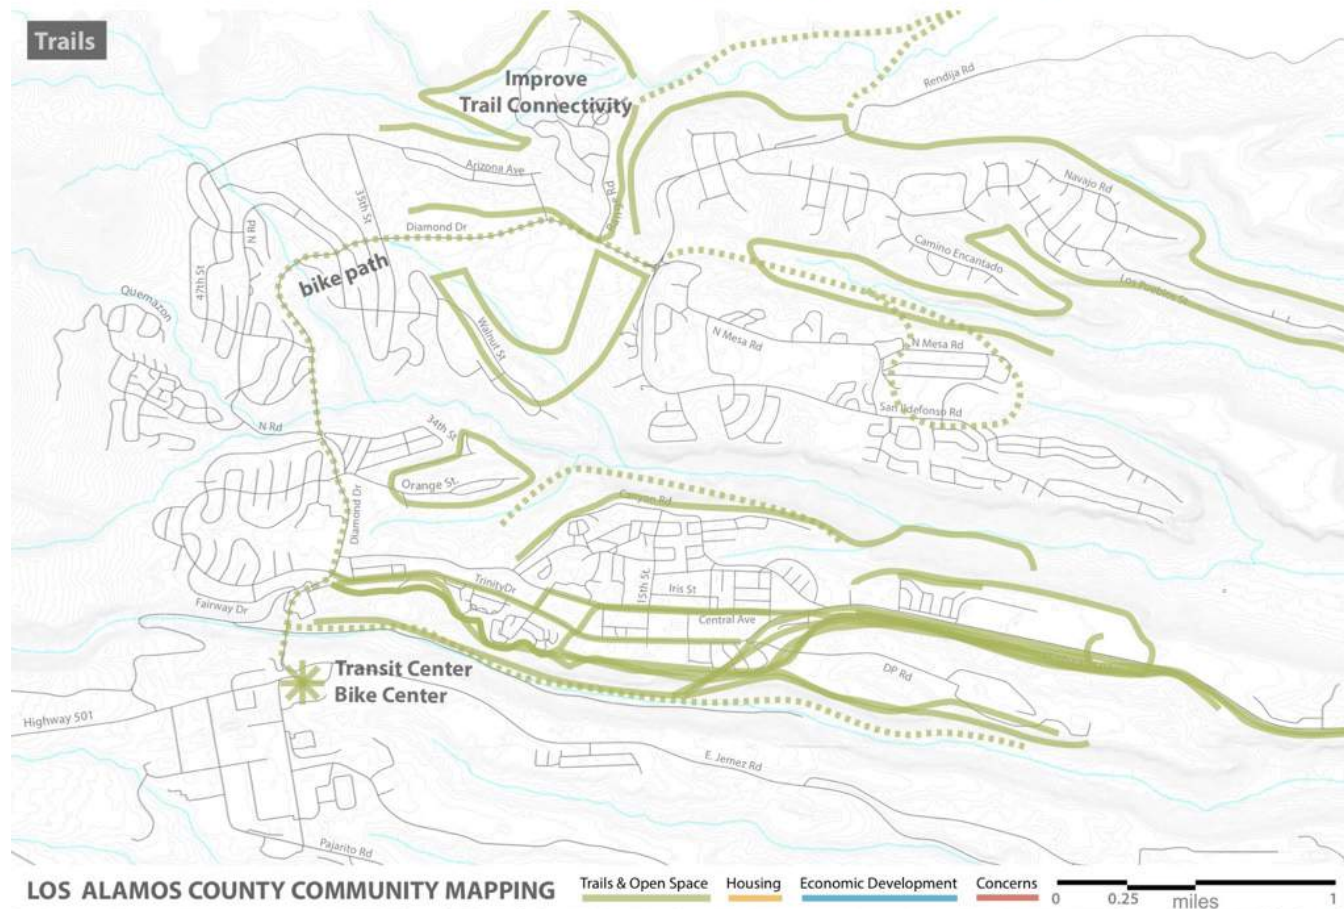 Trails
Improve
Trail Connectivity
Rendija Rd
Arizona Ave
Navajo Rd
35th St
N Rd
Diamond Dr
47th St
bike path
Camino Encantado
Quemazon
Los Pueblos St
Walnut St
N Mesa Rd
N Mesa Rd
San Ildefonso Rd
N Rd
34th St
Orange St.
Canyon Rd
Diamond Dr
TrinityDr
15th St.
Iris St
Fairway Dr
Central Ave
Transit Center
Bike Center
DP Rd
Highway 501
E. Jemez Rd
Pajarito Rd
LOS ALAMOS COUNTY COMMUNITY MAPPING
Trails & Open Space
Housing
Economic Development
Concerns
0 0.25 miles 1